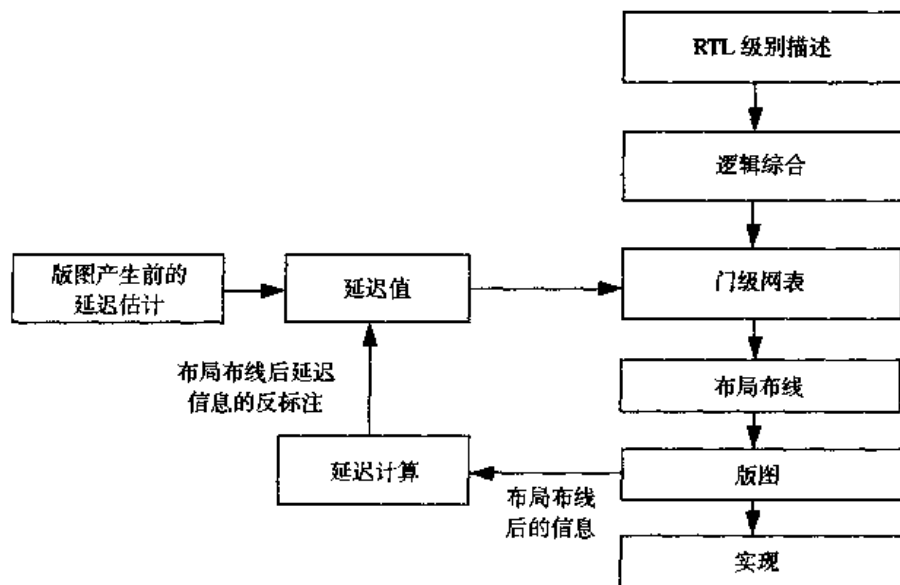 RTL 级别描述
逻辑综合
版图产生前的
延迟估计
延迟值
门级网表
布局布线后延迟
信息的反标注
布局布线
延迟计算
版图
布局布线
后的信息
实现